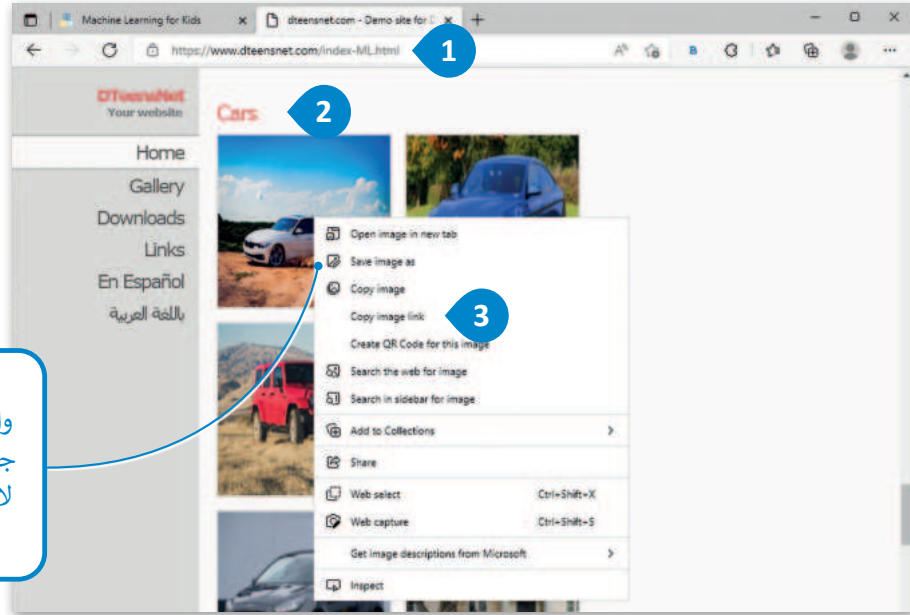 Machine Learning for Kids
dteensnet.com - Demo site for
https://www.dteensnet.com/index-ML.html
1
DTeensNet
Your website
Cars
2
Home
Gallery
Downloads
Links
En Español
باللغة العربية
Open image in new tab
Save image as
Copy image
Copy image link
3
Create QR Code for this image
Search the web for image
Search in sidebar for image
Add to Collections
Share
Web select Ctrl+Shift+X
Web capture Ctrl+Shift+S
Get image descriptions from Microsoft
Inspect